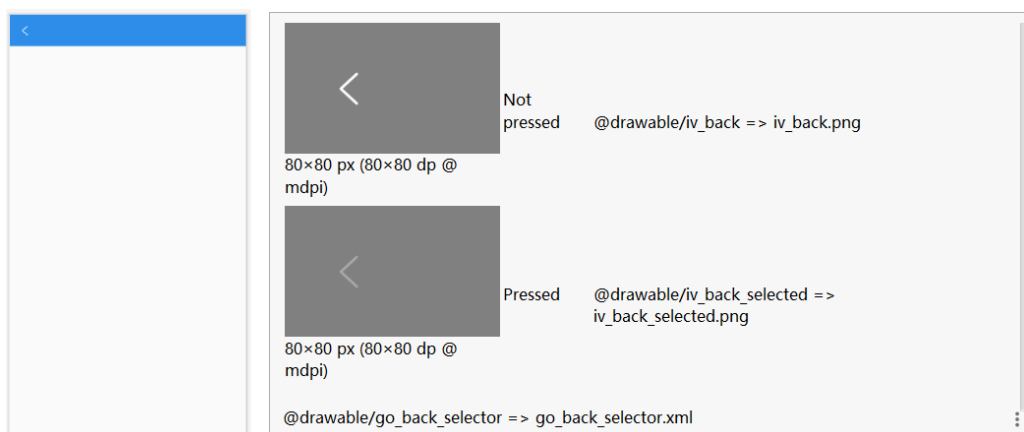 Not
pressed @drawable/iv_back => iv_back.png
80×80 px (80×80 dp @
mdpi)
Pressed @drawable/iv_back_selected =>
iv_back_selected.png
80×80 px (80×80 dp @
mdpi)
@drawable/go_back_selector => go_back_selector.xml